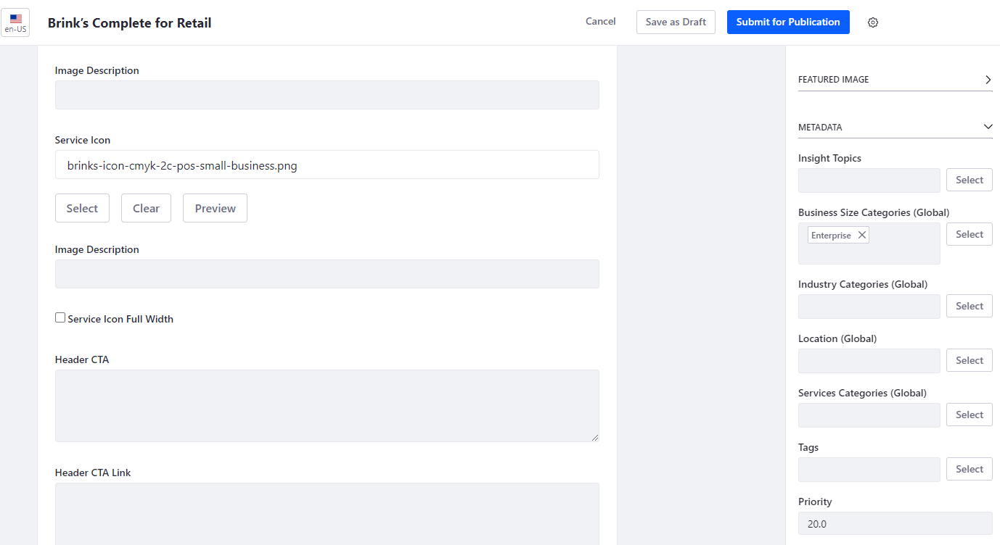 en-US
Brink's Complete for Retail
Cancel
Save as Draft
Submit for Publication
Image Description
Service Icon
brinks-icon-cmyk-2c-pos-small-business.png
Select
Clear
Preview
Image Description
Service Icon Full Width
Header CTA
Header CTA Link
FEATURED IMAGE
METADATA
Insight Topics
Select
Business Size Categories (Global)
Enterprise
Select
Industry Categories (Global)
Select
Location (Global)
Select
Services Categories (Global)
Select
Tags
Select
Priority
20.0